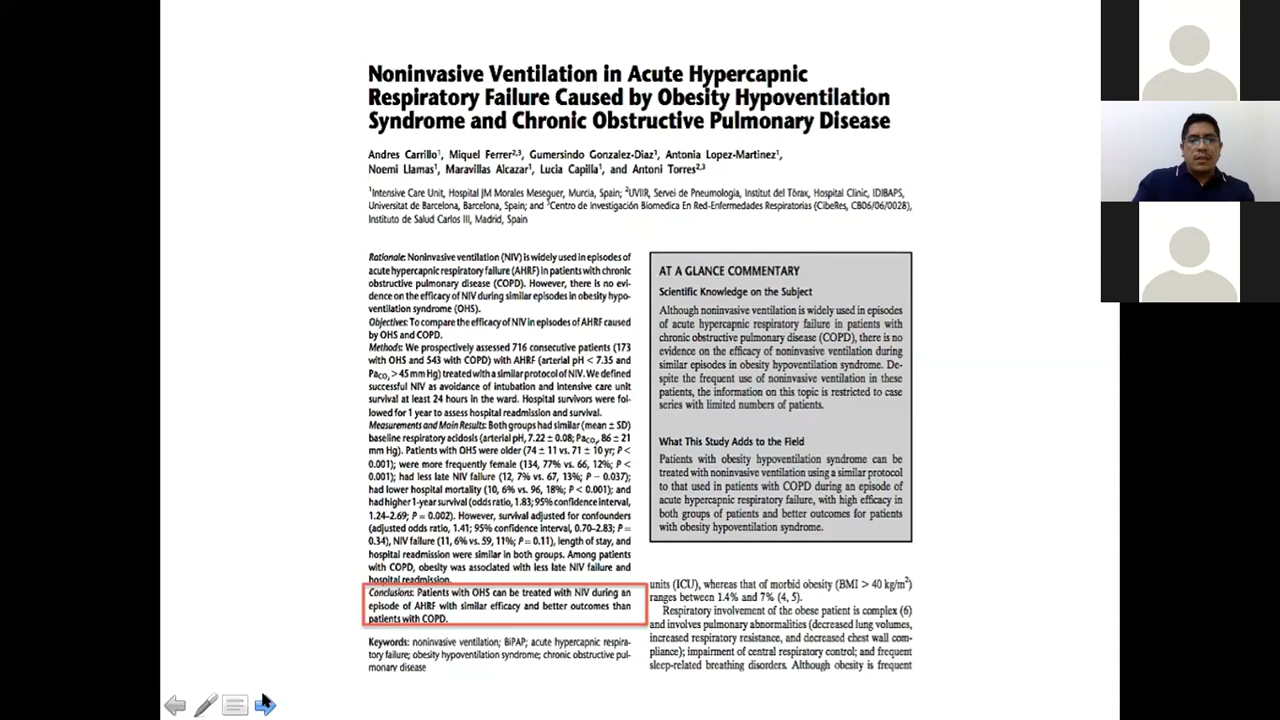 Noninvasive Ventilation in Acute Hypercapnic
Respiratory Failure Caused by Obesity Hypoventilation
Syndrome and Chronic Obstructive Pulmonary Disease
Andres Carrillo1, Miquel Ferrer2,3, Gumersindo Gonzalez-Diaz1, Antonia Lopez-Martinez1,
Noemi Llamas1, Maravillas Alcazar1, Lucia Capilla1, and Antoni Torres2,3
1Intensive Care Unit, Hospital JM Morales Meseguer, Murcia, Spain; 2UVIIR, Servei de Pneumologia, Institut del Tòrax, Hospital Clinic, IDIBAPS,
Universitat de Barcelona, Barcelona, Spain; and 3Centro de Investigación Biomedica En Red-Enfermedades Respiratorias (CibeRes, CB06/06/0028),
Instituto de Salud Carlos III, Madrid, Spain
Rationale: Noninvasive ventilation (NIV) is widely used in episodes of
acute hypercapnic respiratory failure (AHRF) in patients with chronic
obstructive pulmonary disease (COPD). However, there is no evi-
dence on the efficacy of NIV during similar episodes in obesity hypo-
ventilation syndrome (OHS).
Objectives: To compare the efficacy of NIV in episodes of AHRF caused
by OHS and COPD.
Methods: We prospectively assessed 716 consecutive patients (173
with OHS and 543 with COPD) with AHRF (arterial pH < 7.35 and
PaCO2 > 45 mm Hg) treated with a similar protocol of NIV. We defined
successful NIV as avoidance of intubation and intensive care unit
survival at least 24 hours in the ward. Hospital survivors were fol-
lowed for 1 year to assess hospital readmission and survival.
Measurements and Main Results: Both groups had similar (mean ± SD)
baseline respiratory acidosis (arterial pH, 7.22 ± 0.08; PaCO2, 86 ± 21
mm Hg). Patients with OHS were older (74 ± 11 vs. 71 ± 10 yr; P <
0.001); were more frequently female (134, 77% vs. 66, 12%; P <
0.001); had less late NIV failure (12, 7% vs. 67, 13%; P = 0.037);
had lower hospital mortality (10, 6% vs. 96, 18%; P < 0.001); and
had higher 1-year survival (odds ratio, 1.83; 95% confidence interval,
1.24–2.69; P = 0.002). However, survival adjusted for confounders
(adjusted odds ratio, 1.41; 95% confidence interval, 0.70–2.83; P =
0.34), NIV failure (11, 6% vs. 59, 11%; P = 0.11), length of stay, and
hospital readmission were similar in both groups. Among patients
with COPD, obesity was associated with less late NIV failure and
hospital readmission.
Conclusions: Patients with OHS can be treated with NIV during an
episode of AHRF with similar efficacy and better outcomes than
patients with COPD.
Keywords: noninvasive ventilation; BiPAP; acute hypercapnic respira-
tory failure; obesity hypoventilation syndrome; chronic obstructive pul-
monary disease
AT A GLANCE COMMENTARY
Scientific Knowledge on the Subject
Although noninvasive ventilation is widely used in episodes
of acute hypercapnic respiratory failure in patients with
chronic obstructive pulmonary disease (COPD), there is no
evidence on the efficacy of noninvasive ventilation during
similar episodes in obesity hypoventilation syndrome. De-
spite the frequent use of noninvasive ventilation in these
patients, the information on this topic is restricted to case
series with limited numbers of patients.
What This Study Adds to the Field
Patients with obesity hypoventilation syndrome can be
treated with noninvasive ventilation using a similar protocol
to that used in patients with COPD during an episode of
acute hypercapnic respiratory failure, with high efficacy in
both groups of patients and better outcomes for patients
with obesity hypoventilation syndrome.
units (ICU), whereas that of morbid obesity (BMI > 40 kg/m2)
ranges between 1.4% and 7% (4, 5).
Respiratory involvement of the obese patient is complex (6)
and involves pulmonary abnormalities (decreased lung volumes,
increased respiratory resistance, and decreased chest wall com-
pliance); impairment of central respiratory control; and frequent
sleep-related breathing disorders. Although obesity is frequent